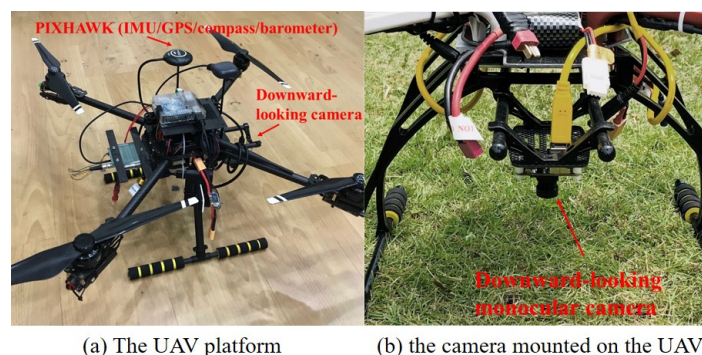 PIXHAWK (IMU/GPS/compass/barometer)
Downward-
looking camera
NO1
Downward-looking
monocular camera
(a) The UAV platform
(b) the camera mounted on the UAV